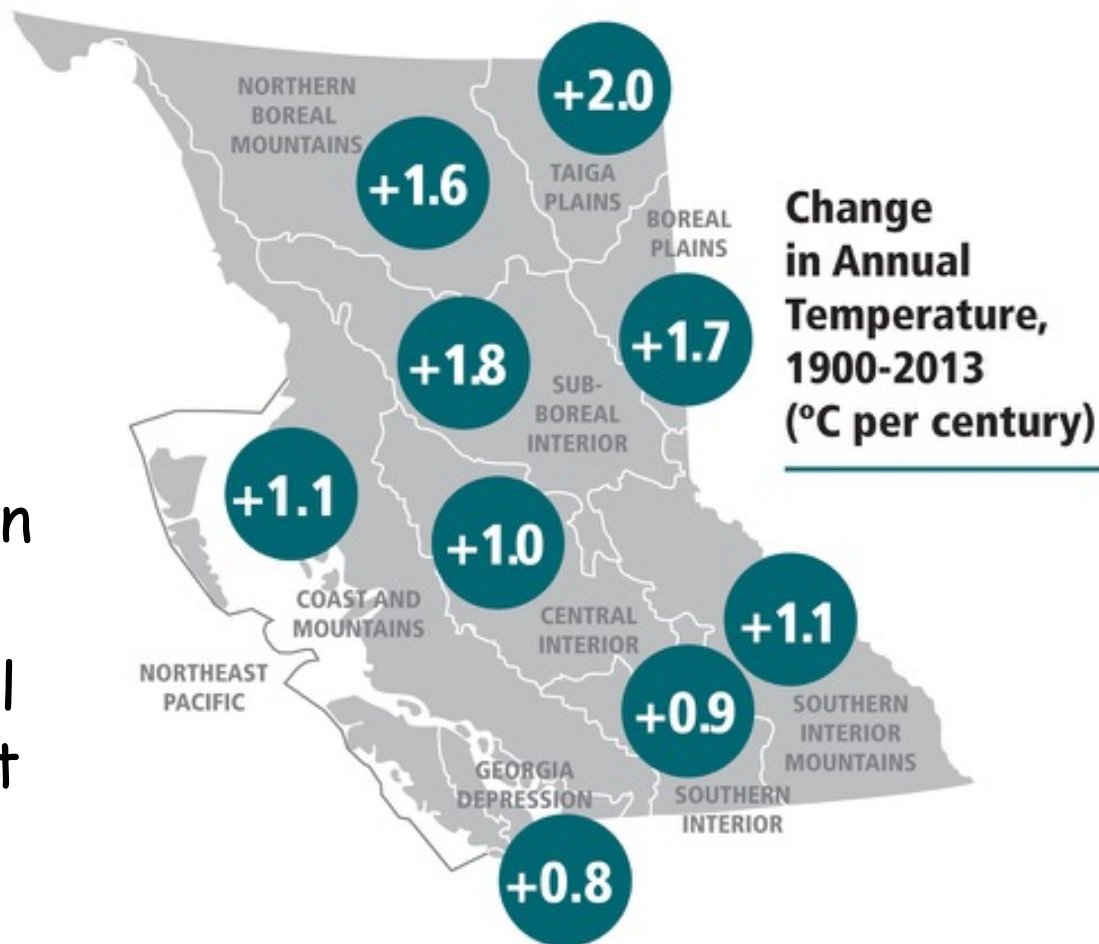 +2.0
NORTHERN
BOREAL
MOUNTAINS
+1.6
TAIGA
PLAINS
BOREAL
PLAINS
Change
in Annual
Temperature,
1900-2013
(ºC per century)
+1.8
+1.7
SUB-
BOREAL
INTERIOR
+1.1
+1.0
COAST AND
MOUNTAINS
CENTRAL
INTERIOR
+1.1
NORTHEAST
PACIFIC
+0.9
SOUTHERN
INTERIOR
MOUNTAINS
GEORGIA
DEPRESSION
SOUTHERN
INTERIOR
+0.8